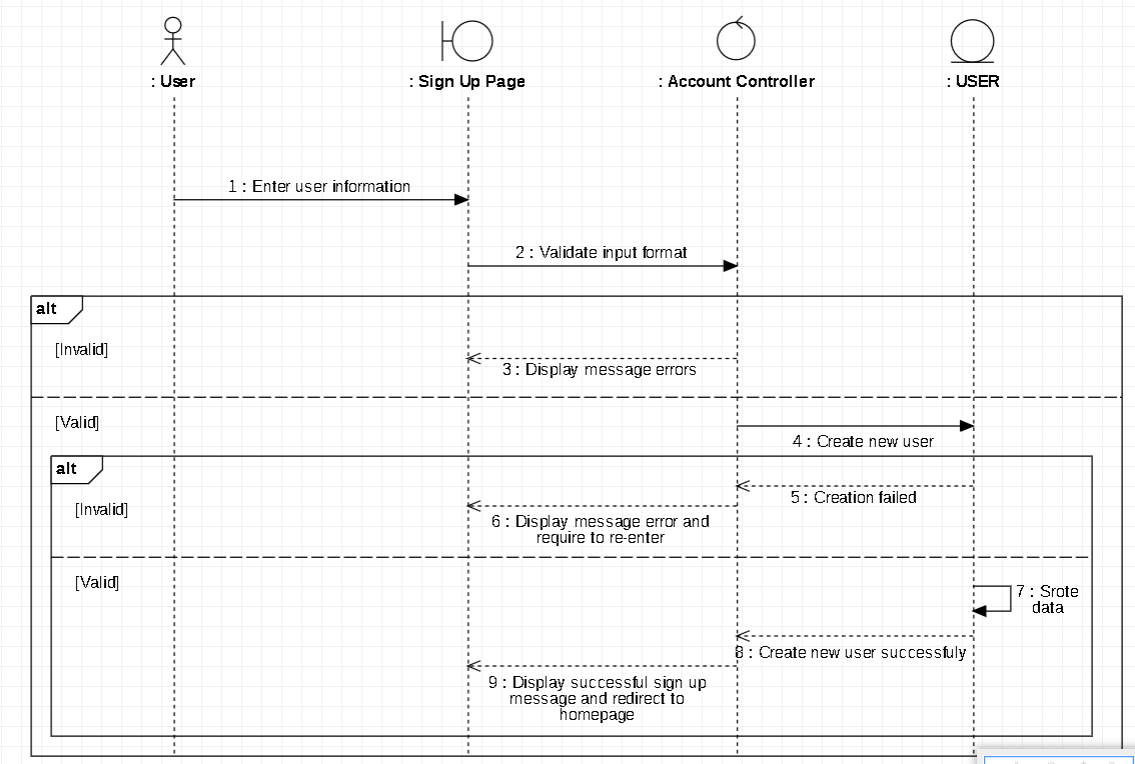 : User
: Sign Up Page
: Account Controller
: USER
1 : Enter user information
2 : Validate input format
alt
[Invalid]
3 : Display message errors
[Valid]
4 : Create new user
alt
5 : Creation failed
[Invalid]
6 : Display message error and
require to re-enter
[Valid]
7 : Srote
data
8 : Create new user successfuly
9 : Display successful sign up
message and redirect to
homepage